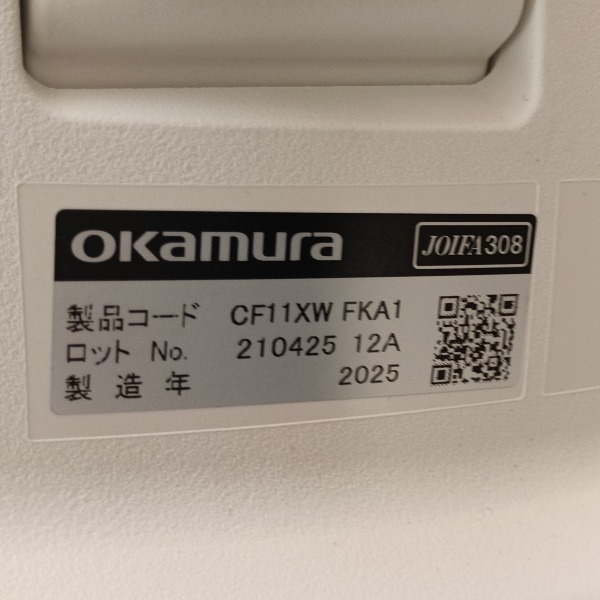 okamura
JOIFA308
製品コード CF11XW FKA1
ロット No. 210425 12A
製造年 2025